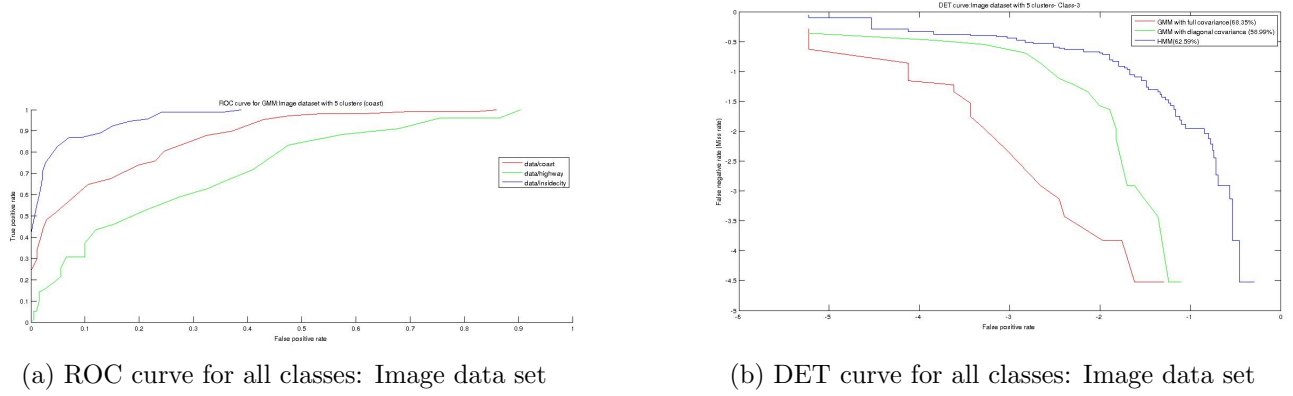 ROC curve for GMM:Image dataset with 5 clusters (coast)
1
0.9
0.8
0.7
0.6
0.5
0.4
0.3
0.2
0.1
0
True positive rate
data/coast
data/highway
data/insidecity
0 0.1 0.2 0.3 0.4 0.5 0.6 0.7 0.8 0.9 1
False positive rate
(a) ROC curve for all classes: Image data set
DET curve:Image dataset with 5 clusters- Class-3
0
-0.5
-1
-1.5
-2
-2.5
-3
-3.5
-4
-4.5
-5
False negative rate (Miss rate)
GMM with full covariance(68.35%)
GMM with diagonal covariance (56.99%)
HMM(62.59%)
-6 -5 -4 -3 -2 -1 0
False positive rate
(b) DET curve for all classes: Image data set